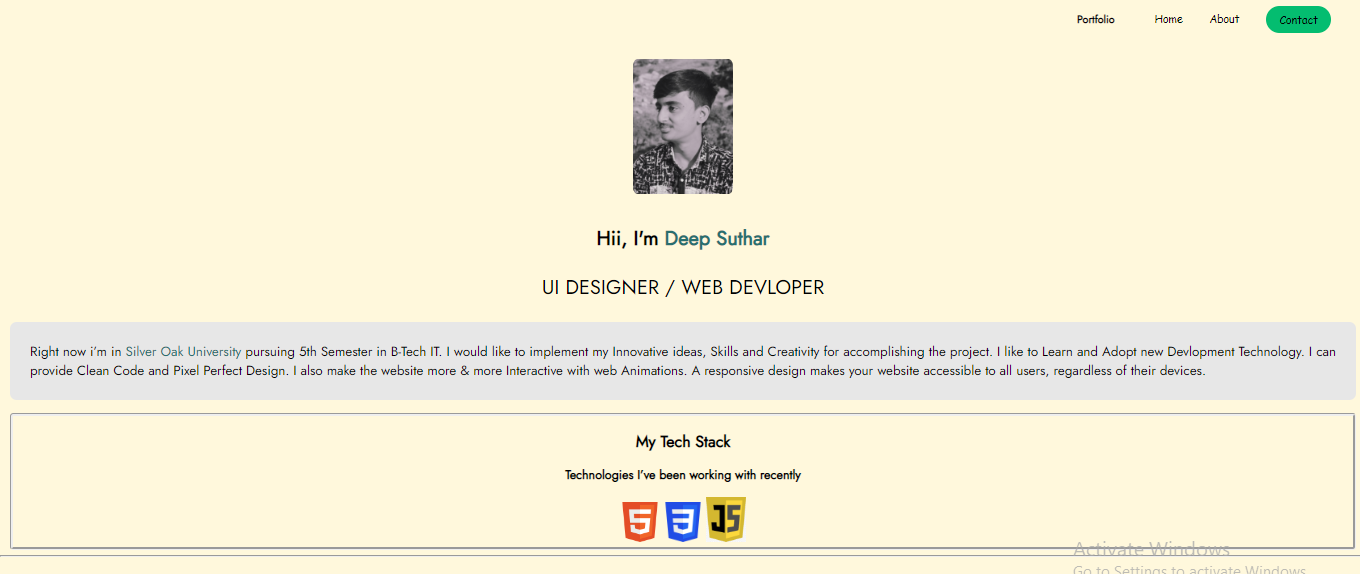 Portfolio Home About Contact
Hii, I'm Deep Suthar
UI DESIGNER / WEB DEVLOPER
Right now i'm in Silver Oak University pursuing 5th Semester in B-Tech IT. I would like to implement my Innovative ideas, Skills and Creativity for accomplishing the project. I like to Learn and Adopt new Devlopment Technology. I can
provide Clean Code and Pixel Perfect Design. I also make the website more & more Interactive with web Animations. A responsive design makes your website accessible to all users, regardless of their devices.
My Tech Stack
Technologies I've been working with recently
5 3 JS
Activate Windows
Go to Settings to activate Windows.